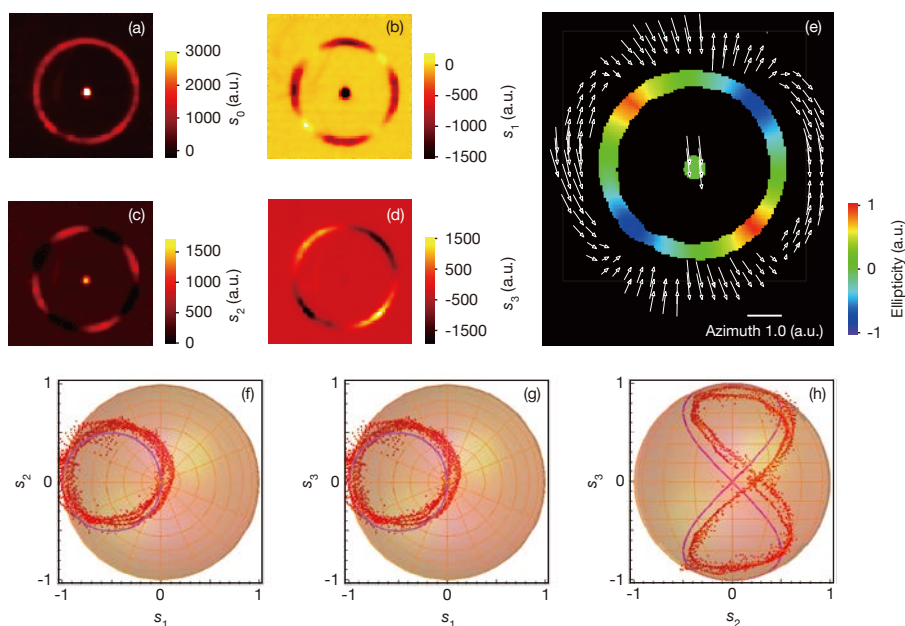 (a)
3000
2000
1000
0
s0 (a.u.)
(b)
0
-500
-1000
-1500
s1 (a.u.)
(c)
1500
1000
500
0
s2 (a.u.)
(d)
1500
500
-500
-1500
s3 (a.u.)
(e)
Azimuth 1.0 (a.u.)
1
0
-1
Ellipticity (a.u.)
(f)
1
0
-1
s2
-1 0 1
s1
(g)
1
0
-1
s3
-1 0 1
s1
(h)
1
0
-1
s3
-1 0 1
s2